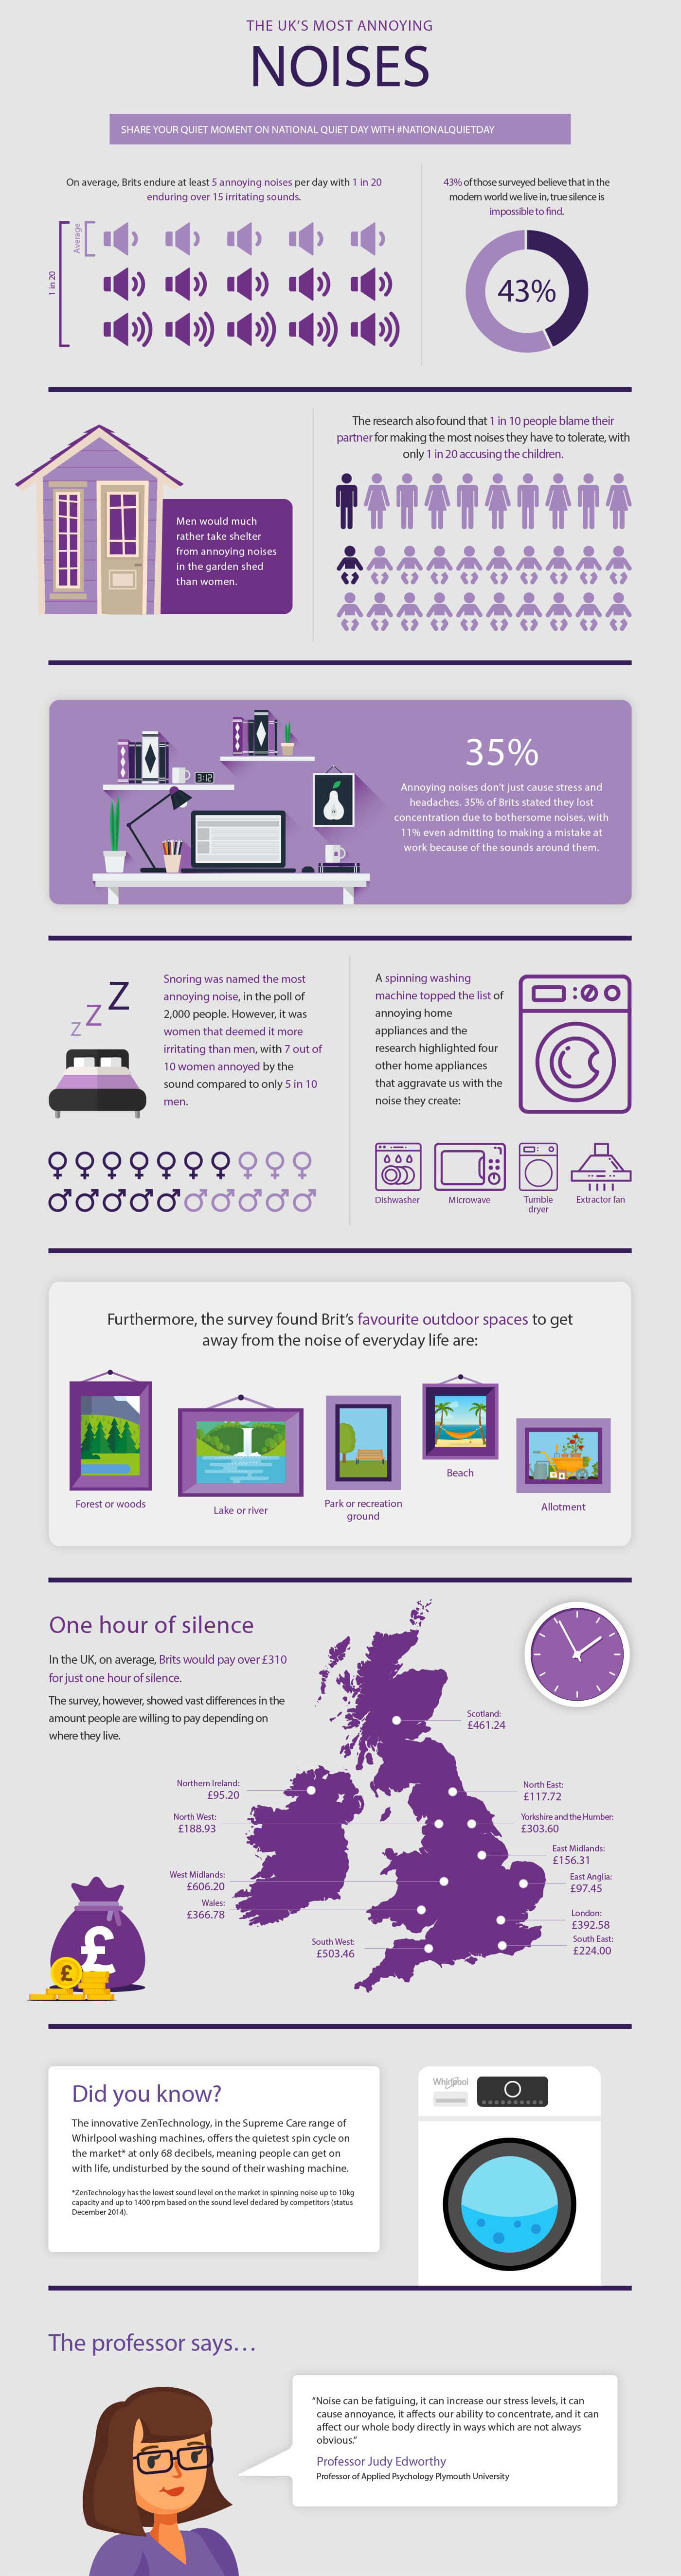 THE UK'S MOST ANNOYING
NOISES
SHARE YOUR QUIET MOMENT ON NATIONAL QUIET DAY WITH #NATIONALQUIETDAY
On average, Brits endure at least 5 annoying noises per day with 1 in 20
enduring over 15 irritating sounds.
Average
1 in 20
43% of those surveyed believe that in the
modern world we live in, true silence is
impossible to find.
43%
Men would much
rather take shelter
from annoying noises
in the garden shed
than women.
The research also found that 1 in 10 people blame their
partner for making the most noises they have to tolerate, with
only 1 in 20 accusing the children.
3:12
35%
Annoying noises don't just cause stress and
headaches. 35% of Brits stated they lost
concentration due to bothersome noises, with
11% even admitting to making a mistake at
work because of the sounds around them.
z Z Z
Snoring was named the most
annoying noise, in the poll of
2,000 people. However, it was
women that deemed it more
irritating than men, with 7 out of
10 women annoyed by the
sound compared to only 5 in 10
men.
A spinning washing
machine topped the list of
annoying home
appliances and the
research highlighted four
other home appliances
that aggravate us with the
noise they create:
Dishwasher
Microwave
Tumble
dryer
Extractor fan
Furthermore, the survey found Brit's favourite outdoor spaces to get
away from the noise of everyday life are:
Forest or woods
Lake or river
Park or recreation
ground
Beach
Allotment
One hour of silence
In the UK, on average, Brits would pay over £310
for just one hour of silence.
The survey, however, showed vast differences in the
amount people are willing to pay depending on
where they live.
Scotland:
£461.24
Northern Ireland:
£95.20
North East:
£117.72
North West:
£188.93
Yorkshire and the Humber:
£303.60
East Midlands:
£156.31
West Midlands:
£606.20
East Anglia:
£97.45
Wales:
£366.78
London:
£392.58
South West:
£503.46
South East:
£224.00
£
£
Did you know?
The innovative ZenTechnology, in the Supreme Care range of
Whirlpool washing machines, offers the quietest spin cycle on
the market* at only 68 decibels, meaning people can get on
with life, undisturbed by the sound of their washing machine.
*ZenTechnology has the lowest sound level on the market in spinning noise up to 10kg
capacity and up to 1400 rpm based on the sound level declared by competitors (status
December 2014).
Whirlpool
The professor says…
"Noise can be fatiguing, it can increase our stress levels, it can
cause annoyance, it affects our ability to concentrate, and it can
affect our whole body directly in ways which are not always
obvious."
Professor Judy Edworthy
Professor of Applied Psychology Plymouth University